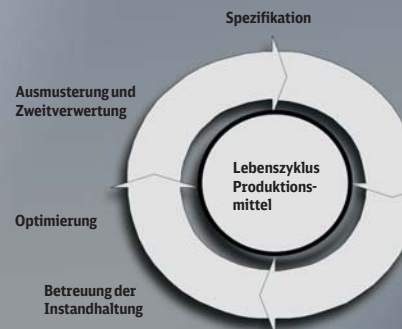 Spezifikation
Ausmusterung und
Zweitverwertung
Lebenszyklus
Produktions-
mittel
Optimierung
Betreuung der
Instandhaltung